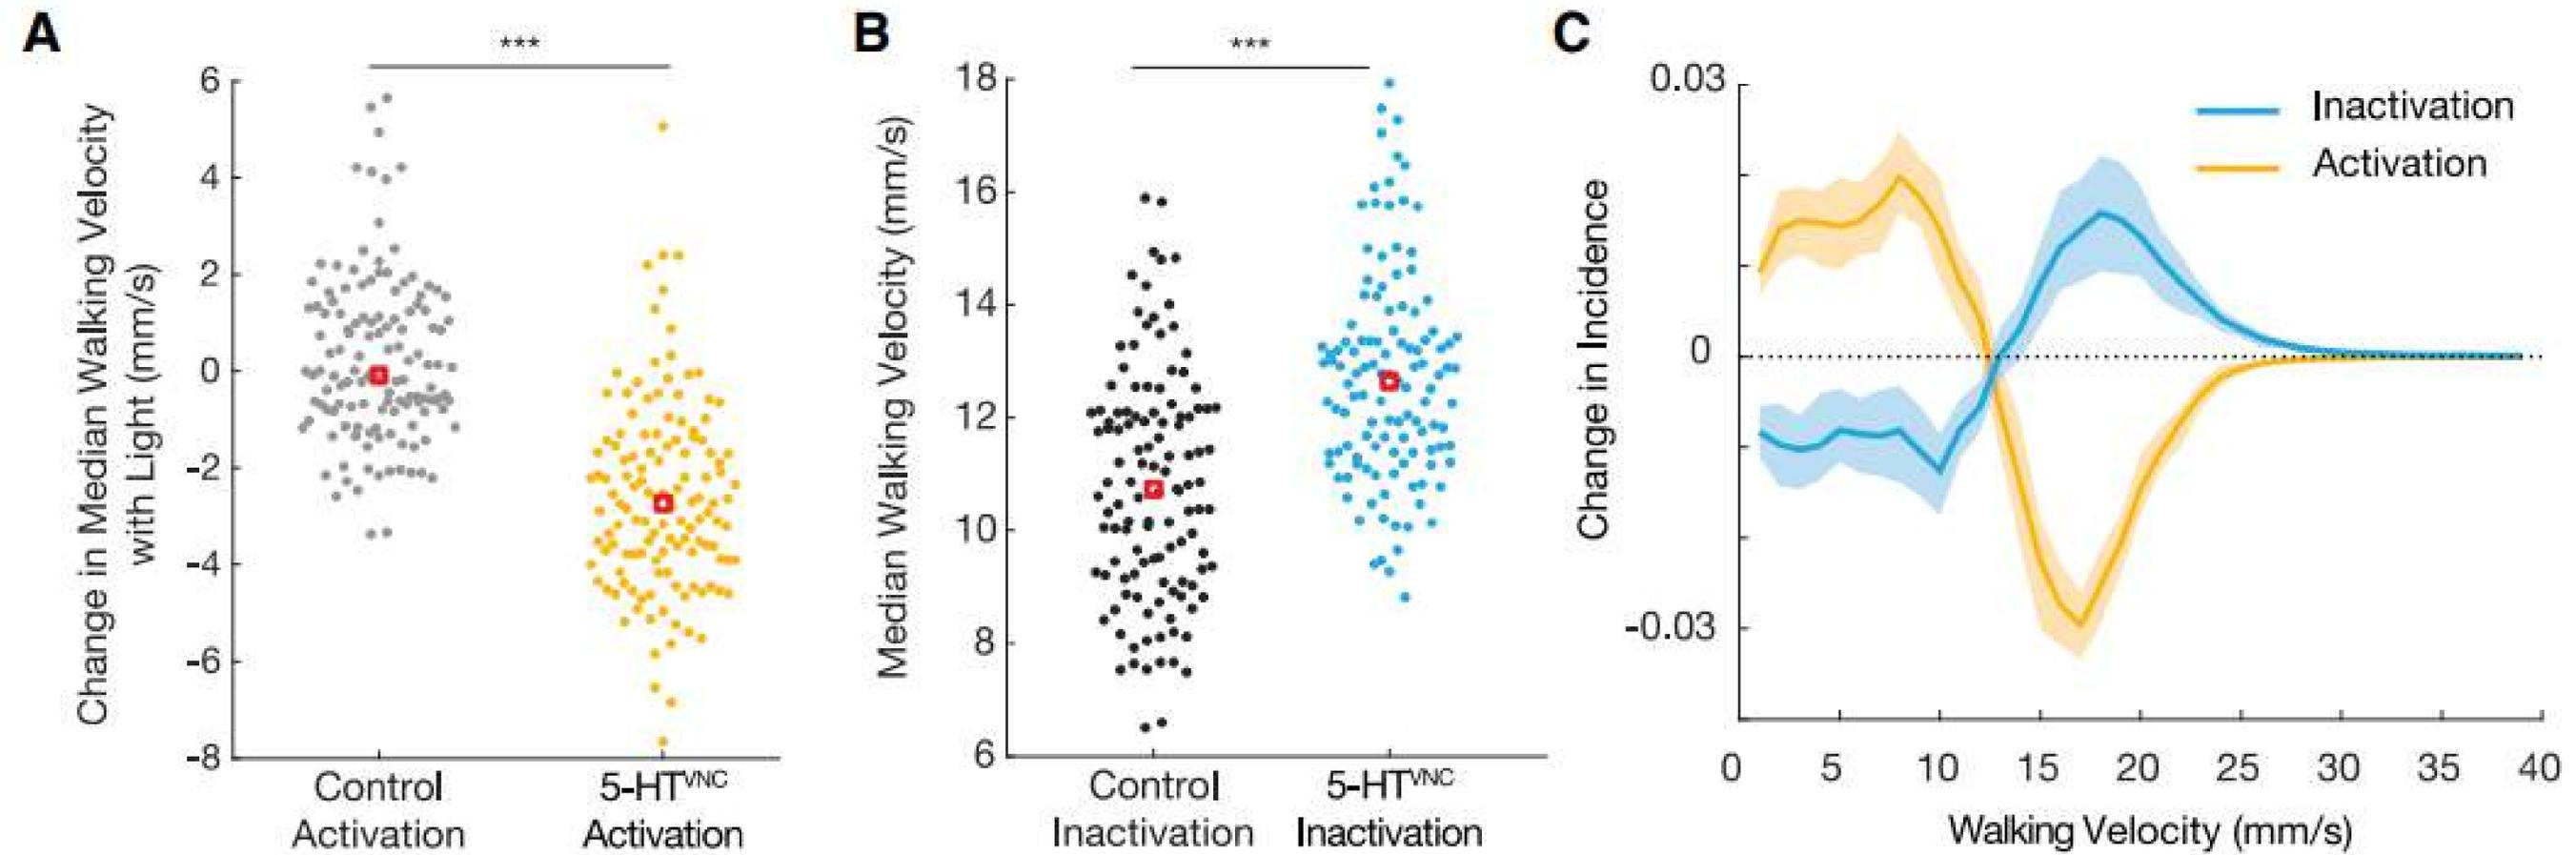 A
***
Change in Median Walking Velocity
with Light (mm/s)
6
4
2
0
-2
-4
-6
-8
Control
Activation
5-HTVNC
Activation
B
***
Median Walking Velocity (mm/s)
18
16
14
12
10
8
6
Control
Inactivation
5-HTVNC
Inactivation
C
Change in Incidence
0.03
0
-0.03
Inactivation
Activation
0 5 10 15 20 25 30 35 40
Walking Velocity (mm/s)